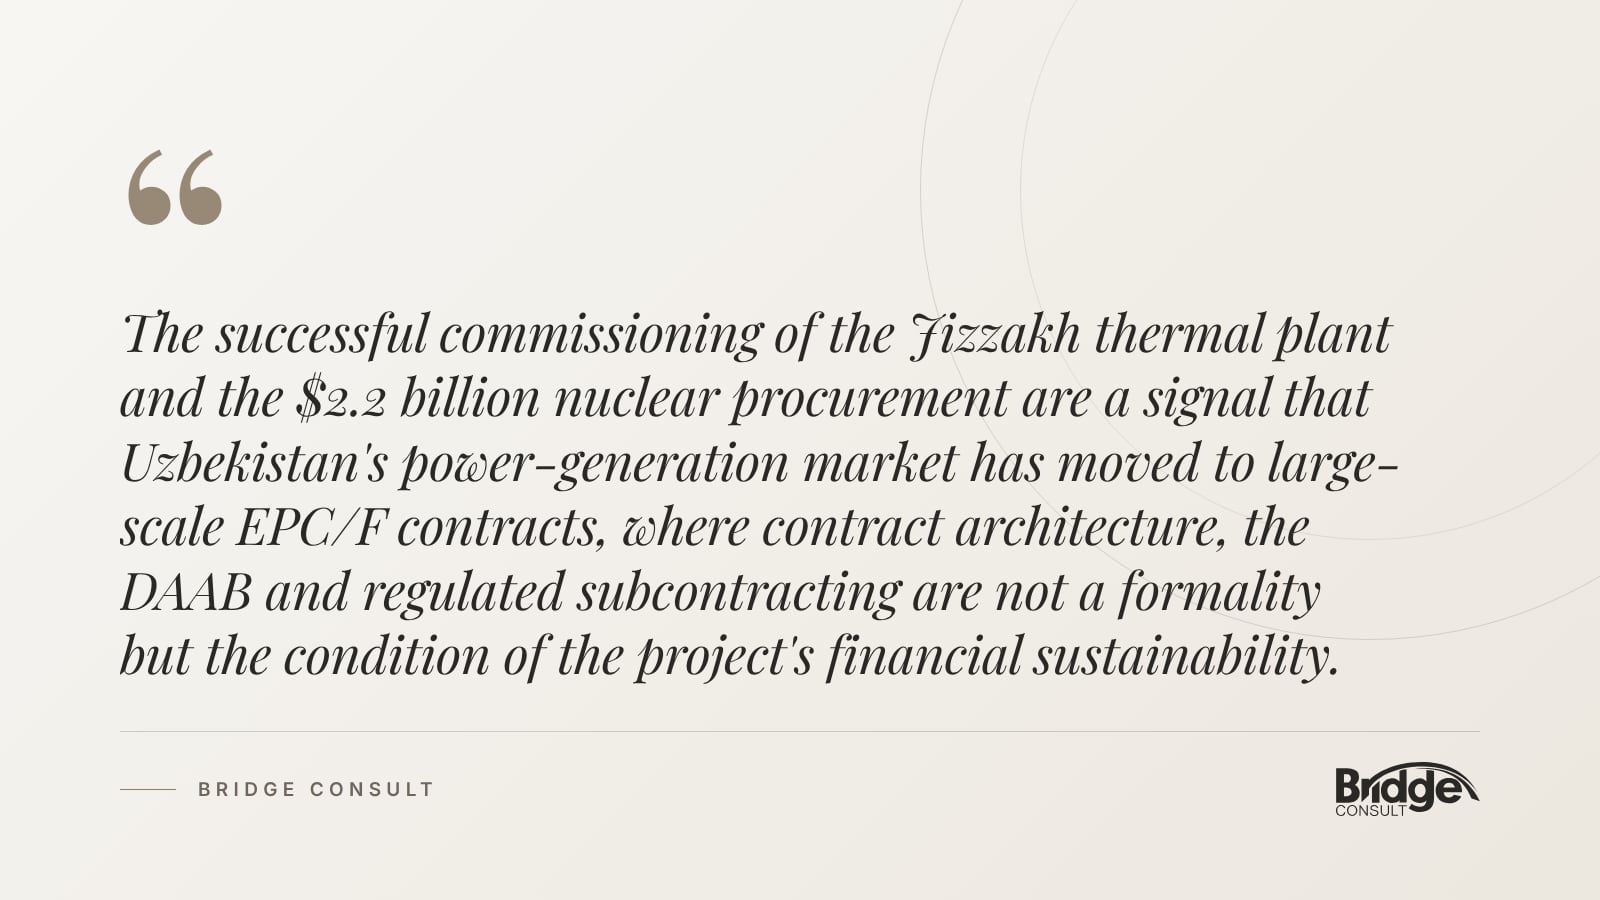 “
The successful commissioning of the Jizzakh thermal plant
and the $2.2 billion nuclear procurement are a signal that
Uzbekistan's power-generation market has moved to large-
scale EPC/F contracts, where contract architecture, the
DAAB and regulated subcontracting are not a formality
but the condition of the project's financial sustainability.
BRIDGE CONSULT
Bridge
CONSULT